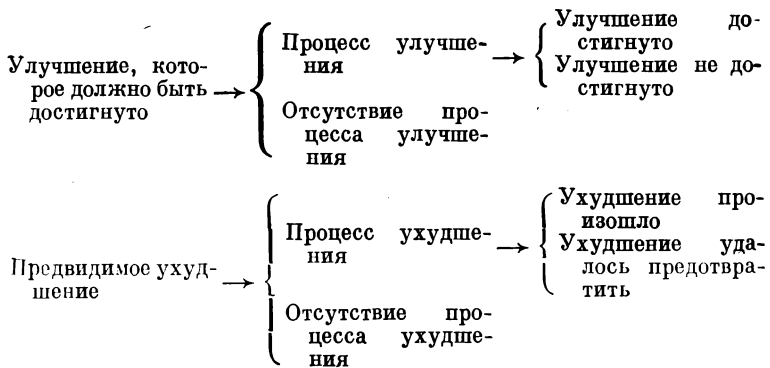 Улучшение, кото-
рое должно быть
достигнуто
Процесс улучше-
ния
Улучшение до-
стигнуто
Улучшение не до-
стигнуто
Отсутствие про-
цесса улучше-
ния
Предвидимое ухуд-
шение
Процесс ухудше-
ния
Ухудшение про-
изошло
Ухудшение уда-
лось предотвра-
тить
Отсутствие про-
цесса ухудше-
ния